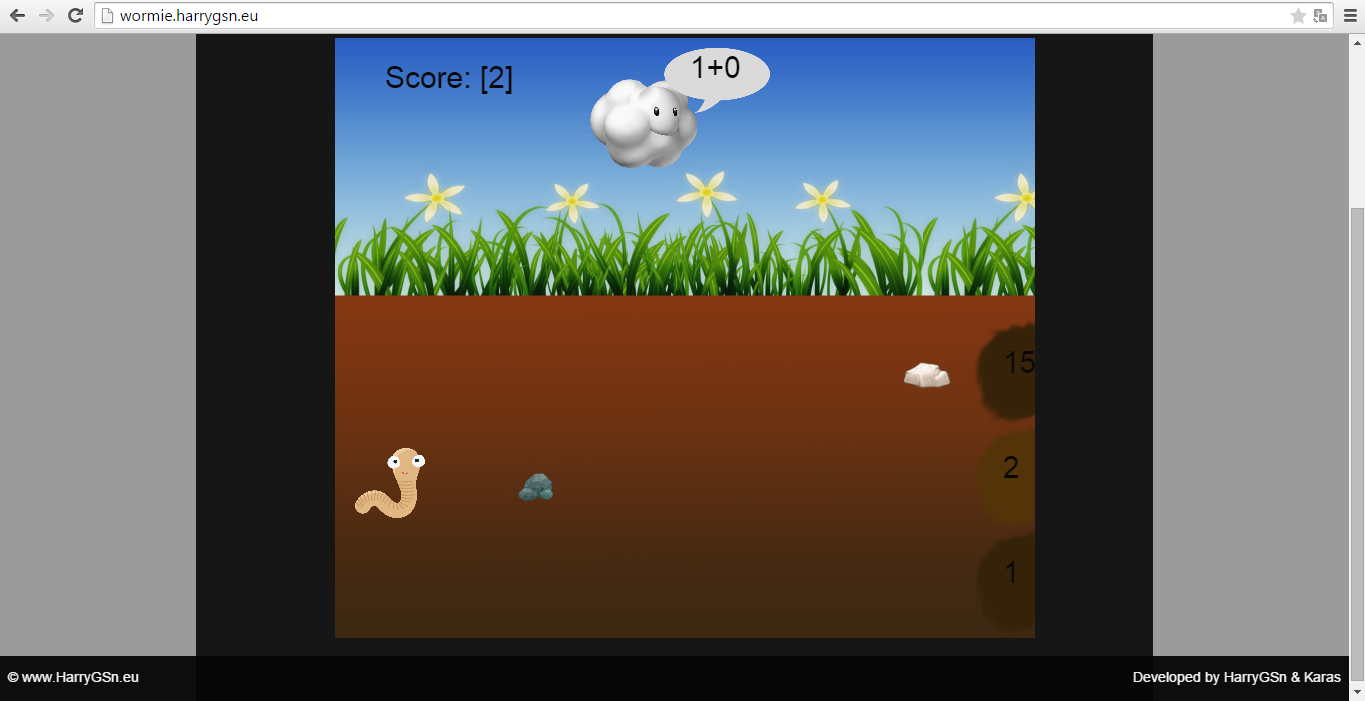 wormie.harrygsn.eu
Score: [2]
1+0
15
2
1
© www.HarryGSn.eu
Developed by HarryGSn & Karas